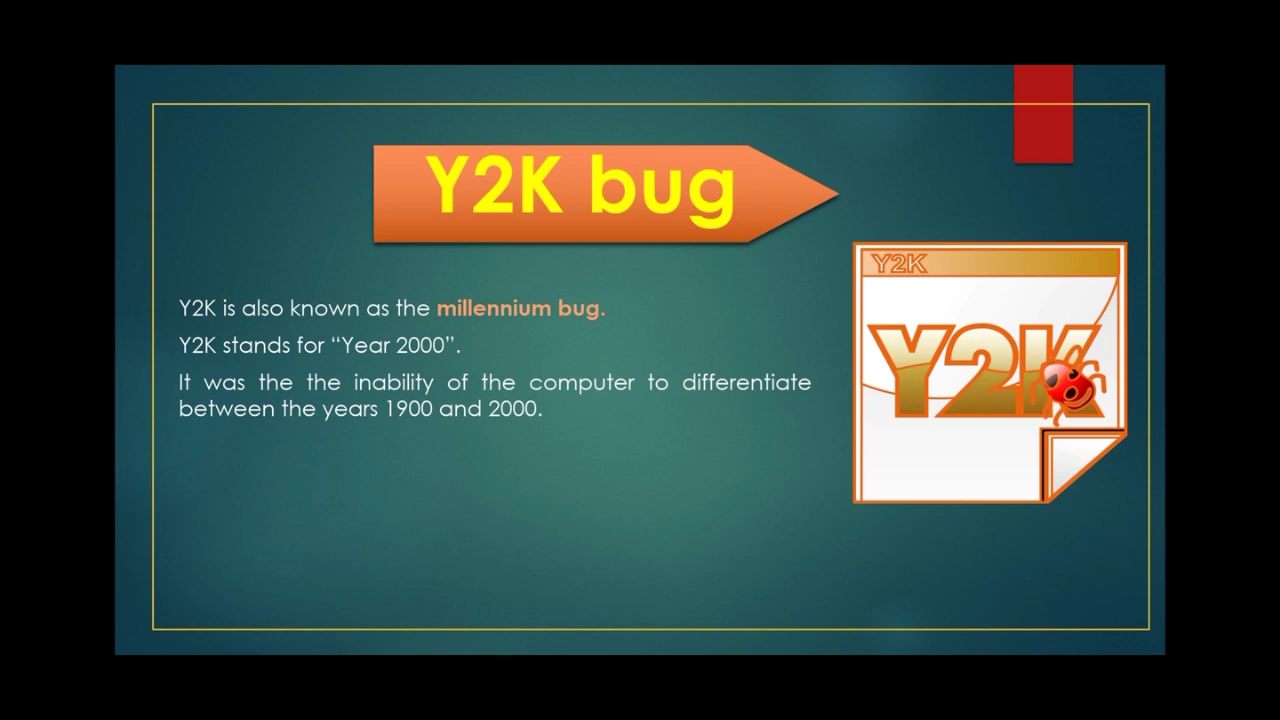 Y2K bug
Y2K
Y2K is also known as the millennium bug.
Y2K stands for “Year 2000”.
It was the the inability of the computer to differentiate
between the years 1900 and 2000.
Y2K